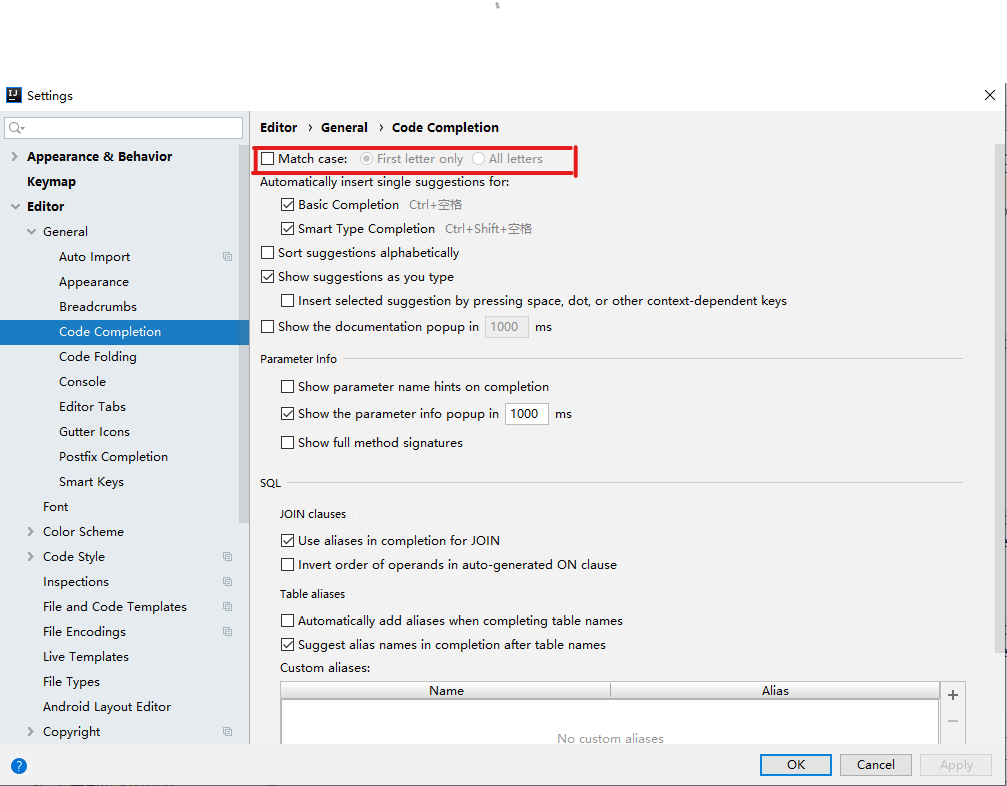 IJ Settings
Appearance & Behavior
Keymap
Editor
General
Auto Import
Appearance
Breadcrumbs
Code Completion
Code Folding
Console
Editor Tabs
Gutter Icons
Postfix Completion
Smart Keys
Font
Color Scheme
Code Style
Inspections
File and Code Templates
File Encodings
Live Templates
File Types
Android Layout Editor
Copyright
Editor › General › Code Completion
Match case: First letter only All letters
Automatically insert single suggestions for:
Basic Completion Ctrl+空格
Smart Type Completion Ctrl+Shift+空格
Sort suggestions alphabetically
Show suggestions as you type
Insert selected suggestion by pressing space, dot, or other context-dependent keys
Show the documentation popup in 1000 ms
Parameter Info
Show parameter name hints on completion
Show the parameter info popup in 1000 ms
Show full method signatures
SQL
JOIN clauses
Use aliases in completion for JOIN
Invert order of operands in auto-generated ON clause
Table aliases
Automatically add aliases when completing table names
Suggest alias names in completion after table names
Custom aliases:
Name Alias
No custom aliases
? OK Cancel Apply